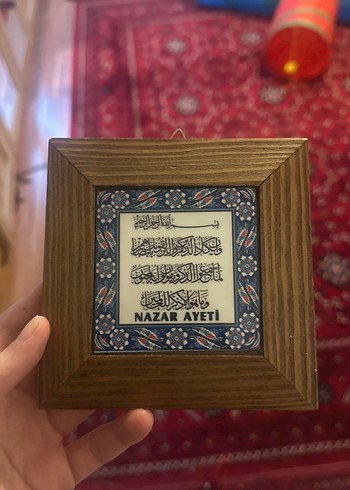 بسم الله الرحمن الرحيم
وان يكاد الذين كفروا ليزلقونك بابصارهم
لما سمعوا الذكر ويقولون انه لمجنون
وما هو الا ذكر للعالمين
NAZAR AYETİ